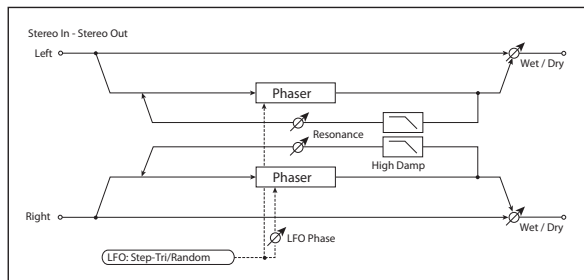 Stereo In - Stereo Out
Left
Wet / Dry
Phaser
Resonance
High Damp
Phaser
Right
LFO Phase
Wet / Dry
LFO: Step-Tri/Random